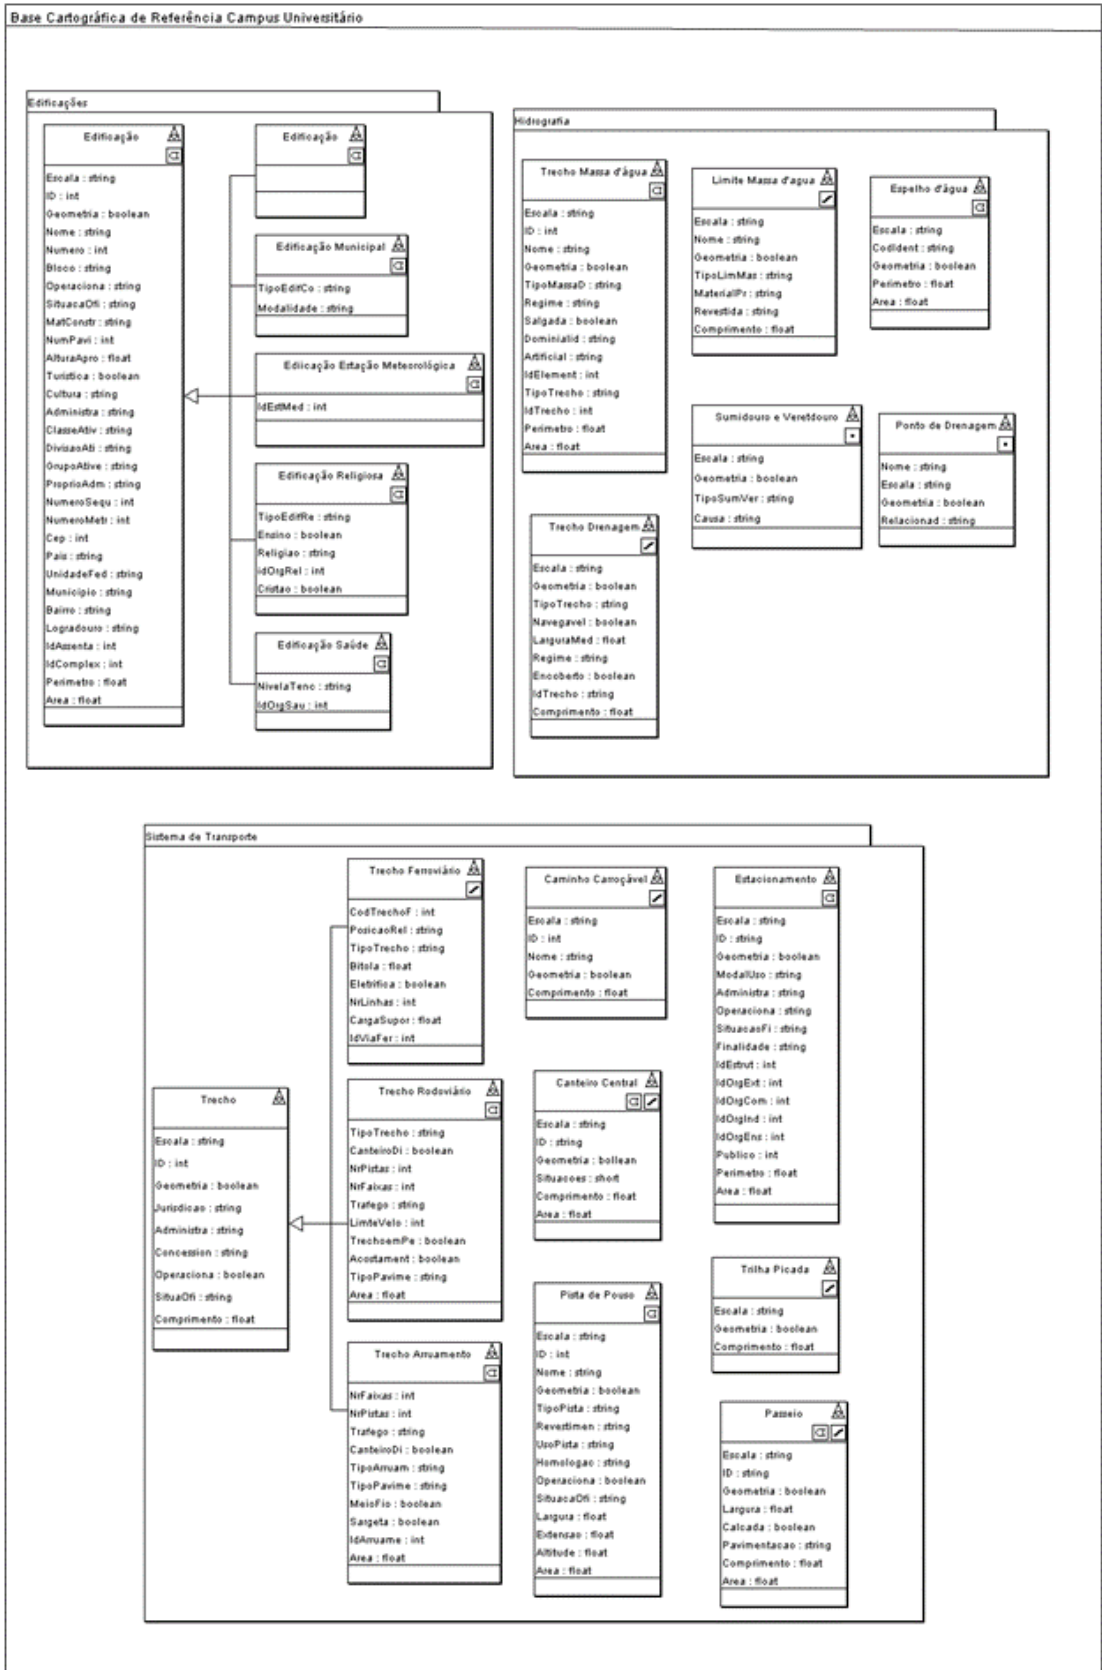 Base Cartográfica de Referência Campus Universitário
Edificações
Edificação
Escala : string
ID : int
Geometria : boolean
Nome : string
Numero : int
Bloco : string
Operaciona : string
SituacaOfi : string
MatConstr : string
NumPavi : int
AlturaApro : float
Turistica : boolean
Cultura : string
Administra : string
ClasseAtiv : string
DivisaoAti : string
GrupoAtive : string
ProprioAdm : string
NumeroSequ : int
NumeroMetr : int
Cep : int
Pais : string
UnidadeFed : string
Município : string
Bairro : string
Logradouro : string
IdAssenta : int
IdComplex : int
Perimetro : float
Area : float
Edificação
Edificação Municipal
TipoEdifCo : string
Modalidade : string
Ediicação Estação Meteorológica
IdEstMed : int
Edificação Religiosa
TipoEdifRe : string
Ensino : boolean
Religiao : string
idOrgRel : int
Cristao : boolean
Edificação Saúde
NivelaTenc : string
IdOrgSau : int
Hidrografia
Trecho Massa d'água
Escala : string
ID : int
Nome : string
Geometria : boolean
TipoMassaD : string
Regime : string
Salgada : boolean
Dominialid : string
Artificial : string
IdElement : int
TipoTrecho : string
IdTrecho : int
Perimetro : float
Area : float
Limite Massa d'agua
Escala : string
Nome : string
Geometria : boolean
TipoLimMas : string
MaterialPr : string
Revestida : string
Comprimento : float
Espelho d'água
Escala : string
CodIdent : string
Geometria : boolean
Perimetro : float
Área : float
Sumidouro e Veretdouro
Escala : string
Geometria : boolean
TipoSumVer : string
Causa : string
Ponto de Drenagem
Nome : string
Escala : string
Geometria : boolean
Relacionad : string
Trecho Drenagem
Escala : string
Geometria : boolean
TipoTrecho : string
Navegavel : boolean
LarguraMed : float
Regime : string
Encoberto : boolean
IdTrecho : string
Comprimento : float
Sistema de Transporte
Trecho
Escala : string
ID : int
Geometria : boolean
Jurisdicao : string
Administra : string
Concession : string
Operaciona : boolean
SituaOfi : string
Comprimento : float
Trecho Ferroviário
CodTrechoF : int
PosicaoRel : string
TipoTrecho : string
Bitola : float
Eletrifica : boolean
NrLinhas : int
CargaSupor : float
IdViaFer : int
Trecho Rodoviário
TipoTrecho : string
CanteiroDi : boolean
NrPistas : int
NrFaixas : int
Trafego : string
LimteVelo : int
TrechoemPe : boolean
Acostament : boolean
TipoPavime : string
Area : float
Trecho Arruamento
NrFaixas : int
NrPistas : int
Trafego : string
CanteiroDi : boolean
TipoArruam : string
TipoPavime : string
MeioFio : boolean
Sargeta : boolean
IdArruame : int
Area : float
Caminho Carroçável
Escala : string
ID : int
Nome : string
Geometria : boolean
Comprimento : float
Canteiro Central
Escala : string
ID : string
Geometria : bollean
Situacoes : short
Comprimento : float
Area : float
Pista de Pouso
Escala : string
ID : int
Nome : string
Geometria : boolean
TipoPista : string
Revestimen : string
UsoPista : string
Homologac : string
Operaciona : boolean
SituacaOfi : string
Largura : float
Extensao : float
Altitude : float
Area : float
Estacionamento
Escala : string
ID : string
Geometria : boolean
ModalUso : string
Administra : string
Operaciona : string
SituacaoFi : string
Finalidade : string
IdEstrut : int
IdOrgExt : int
IdOrgCom : int
IdOrgInd : int
IdOrgEns : int
Publico : int
Perimetro : float
Area : float
Trilha Picada
Escala : string
Geometria : boolean
Comprimento : float
Passeio
Escala : string
ID : string
Geometria : boolean
Largura : float
Calcada : boolean
Pavimentacao : string
Comprimento : float
Area : float